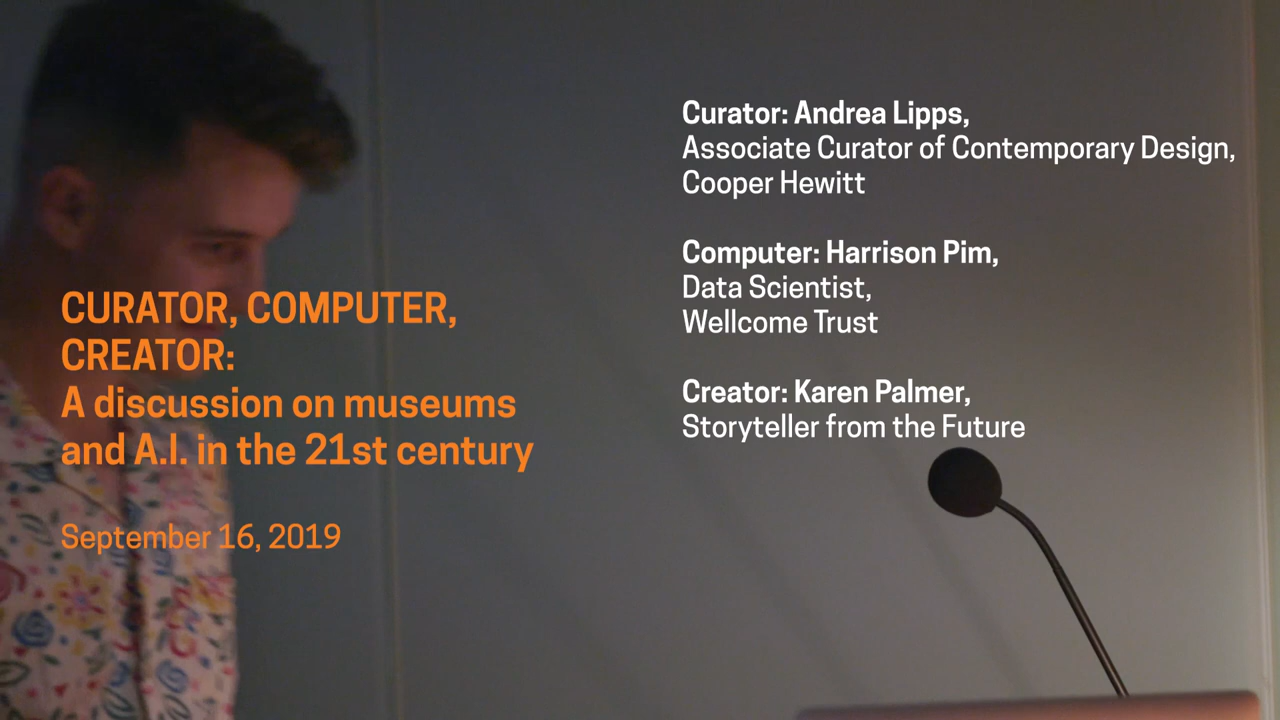 CURATOR, COMPUTER,
CREATOR:
A discussion on museums
and A.I. in the 21st century
September 16, 2019
Curator: Andrea Lipps,
Associate Curator of Contemporary Design,
Cooper Hewitt
Computer: Harrison Pim,
Data Scientist,
Wellcome Trust
Creator: Karen Palmer,
Storyteller from the Future